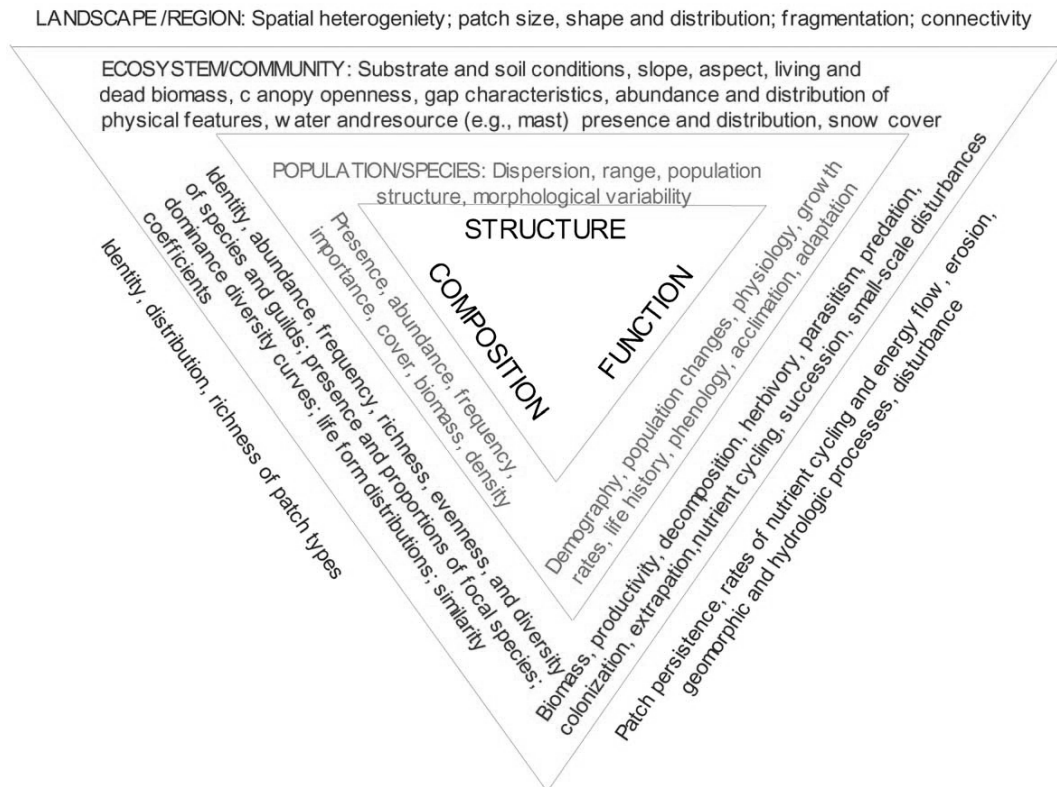 LANDSCAPE/REGION: Spatial heterogeniety; patch size, shape and distribution; fragmentation; connectivity
ECOSYSTEM/COMMUNITY: Substrate and soil conditions, slope, aspect, living and
dead biomass, c anopy openness, gap characteristics, abundance and distribution of
physical features, water and resource (e.g., mast) presence and distribution, snow cover
POPULATION/SPECIES: Dispersion, range, population
structure, morphological variability
STRUCTURE
COMPOSITION
FUNCTION
Presence, abundance, frequency,
importance, cover, biomass, density
Identity, abundance, frequency, richness, evenness, and diversity
of species and guilds; presence and proportions of focal species;
dominance diversity curves; life form distributions; similarity
coefficients
Identity, distribution, richness of patch types
Demography, population changes, physiology, growth
rates, life history, phenology, acclimation, adaptation
Biomass, productivity, decomposition, herbivory, parasitism, predation,
colonization, extrapation, nutrient cycling, succession, small-scale disturbances
Patch persistence, rates of nutrient cycling and energy flow, erosion,
geomorphic and hydrologic processes, disturbance